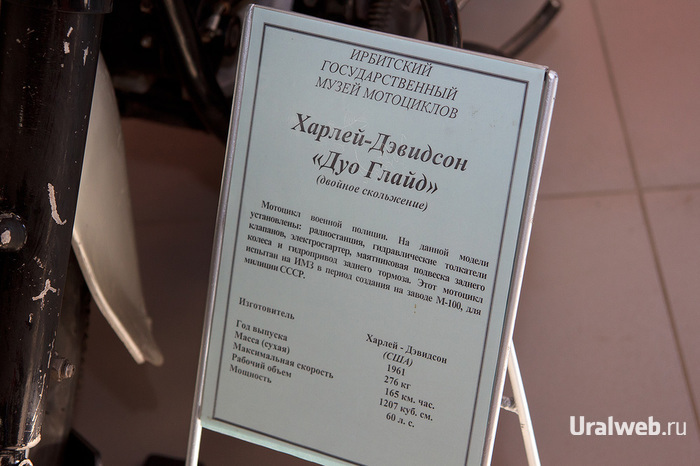 ИРБИТСКИЙ
ГОСУДАРСТВЕННЫЙ
МУЗЕЙ МОТОЦИКЛОВ
Харлей-Дэвидсон
«Дуо Глайд»
(двойное скольжение)
Мотоцикл военной полиции. На данной модели
установлены: радиостанция, гидравлические толкатели
клапанов, электростартер, маятниковая подвеска заднего
колеса и гидропривод заднего тормоза. Этот мотоцикл
испытан на ИМЗ в период создания на заводе М-100, для
милиции СССР.
Изготовитель Харлей - Дэвидсон
(США)
Год выпуска 1961
Масса (сухая) 276 кг
Максимальная скорость 165 км. час.
Рабочий объем 1207 куб. см.
Мощность 60 л. с.
Uralweb.ru